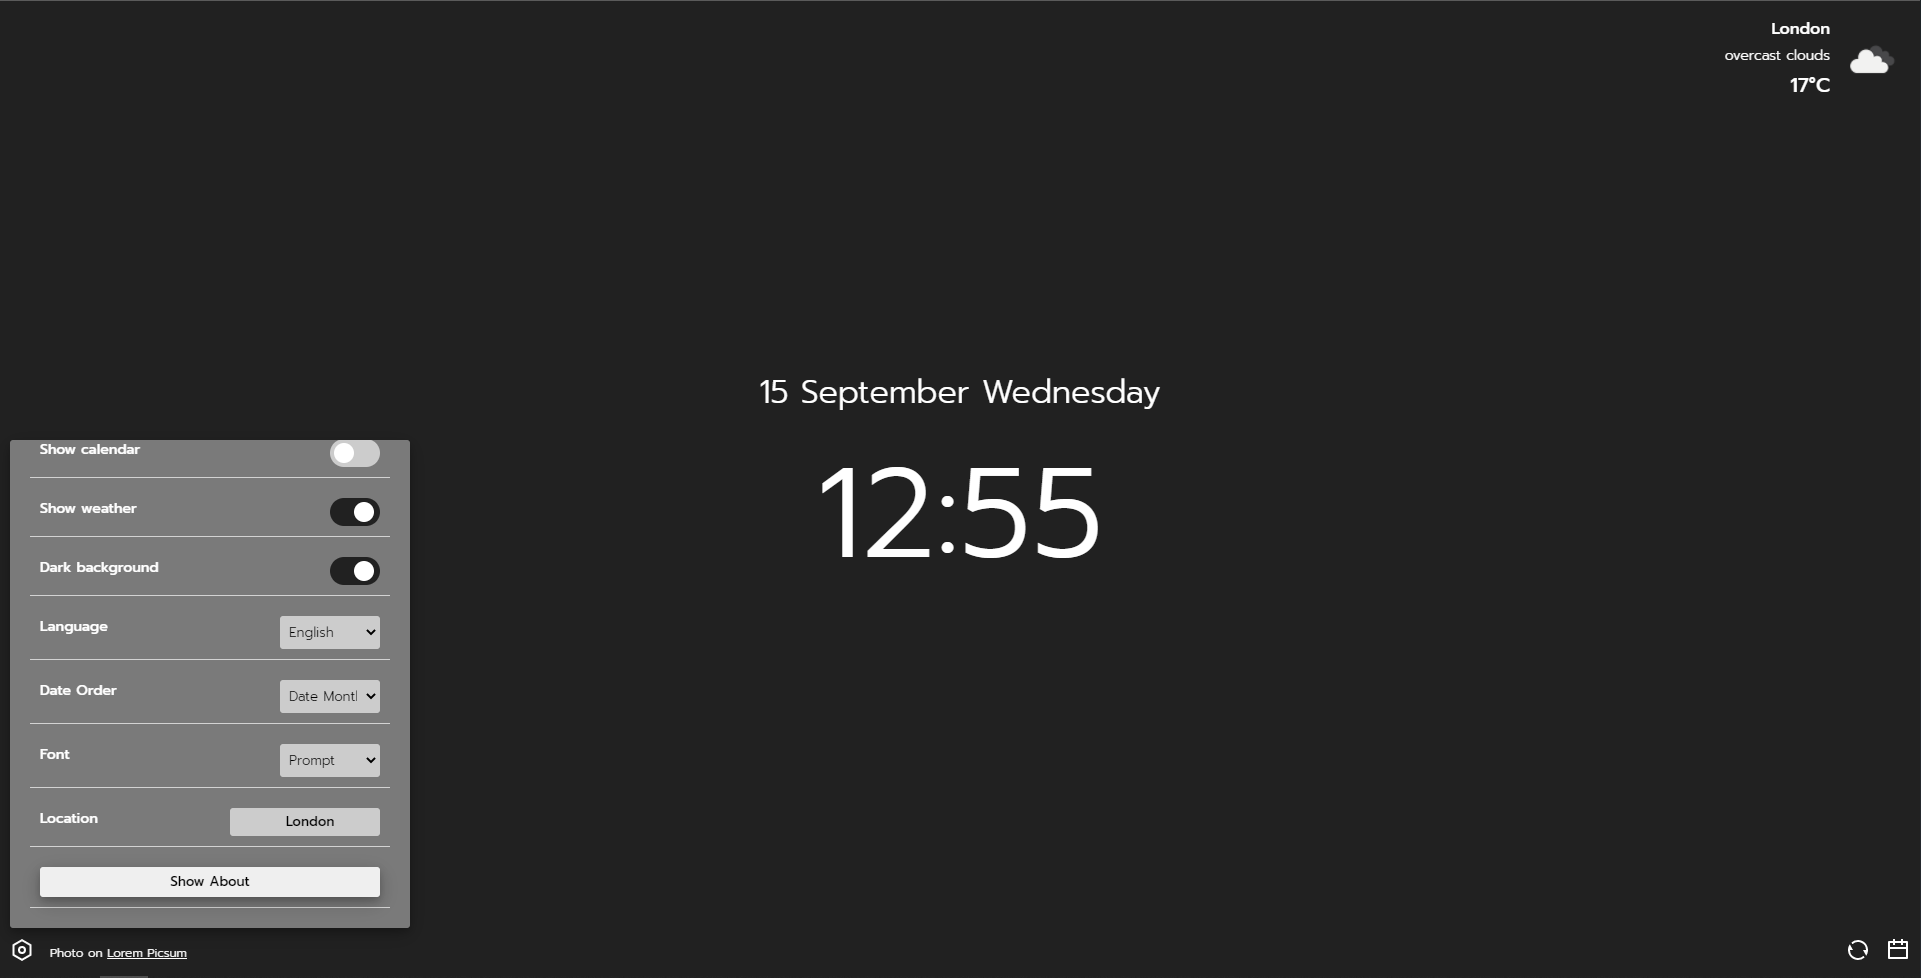 London
overcast clouds
17°C
15 September Wednesday
12:55
Show calendar
Show weather
Dark background
Language
English
Date Order
Date Montl
Font
Prompt
Location
London
Show About
Photo on Lorem Picsum